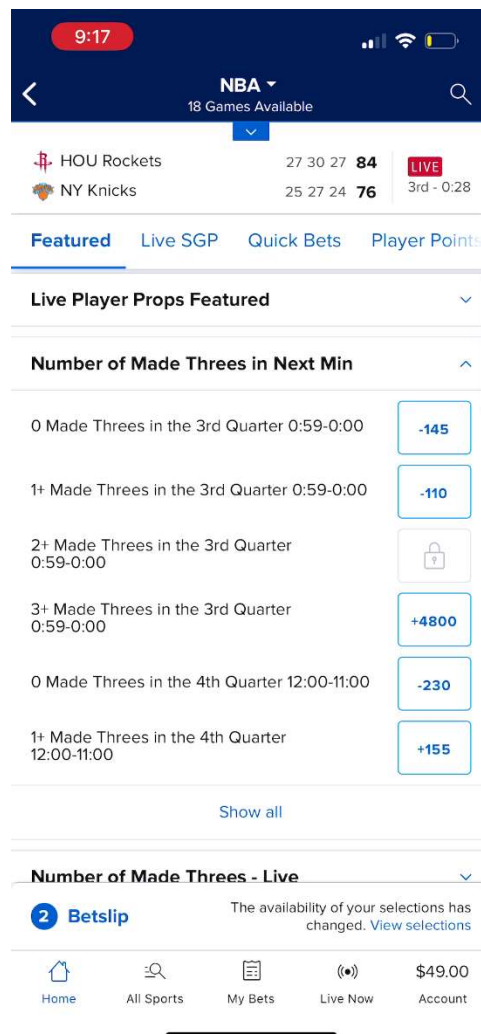 9:17
NBA
18 Games Available
HOU Rockets 27 30 27 84 LIVE
NY Knicks 25 27 24 76 3rd - 0:28
Featured Live SGP Quick Bets Player Points
Live Player Props Featured
Number of Made Threes in Next Min
0 Made Threes in the 3rd Quarter 0:59-0:00 -145
1+ Made Threes in the 3rd Quarter 0:59-0:00 -110
2+ Made Threes in the 3rd Quarter
0:59-0:00
3+ Made Threes in the 3rd Quarter
0:59-0:00 +4800
0 Made Threes in the 4th Quarter 12:00-11:00 -230
1+ Made Threes in the 4th Quarter
12:00-11:00 +155
Show all
Number of Made Threes - Live
2 Betslip The availability of your selections has
changed. View selections
Home All Sports My Bets Live Now $49.00
Account